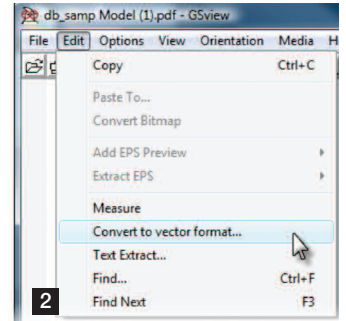 db_samp Model (1).pdf - GSview
File Edit Options View Orientation Media H
Copy Ctrl+C
Paste To...
Convert Bitmap
Add EPS Preview
Extract EPS
Measure
Convert to vector format...
Text Extract...
Find... Ctrl+F
Find Next F3
2